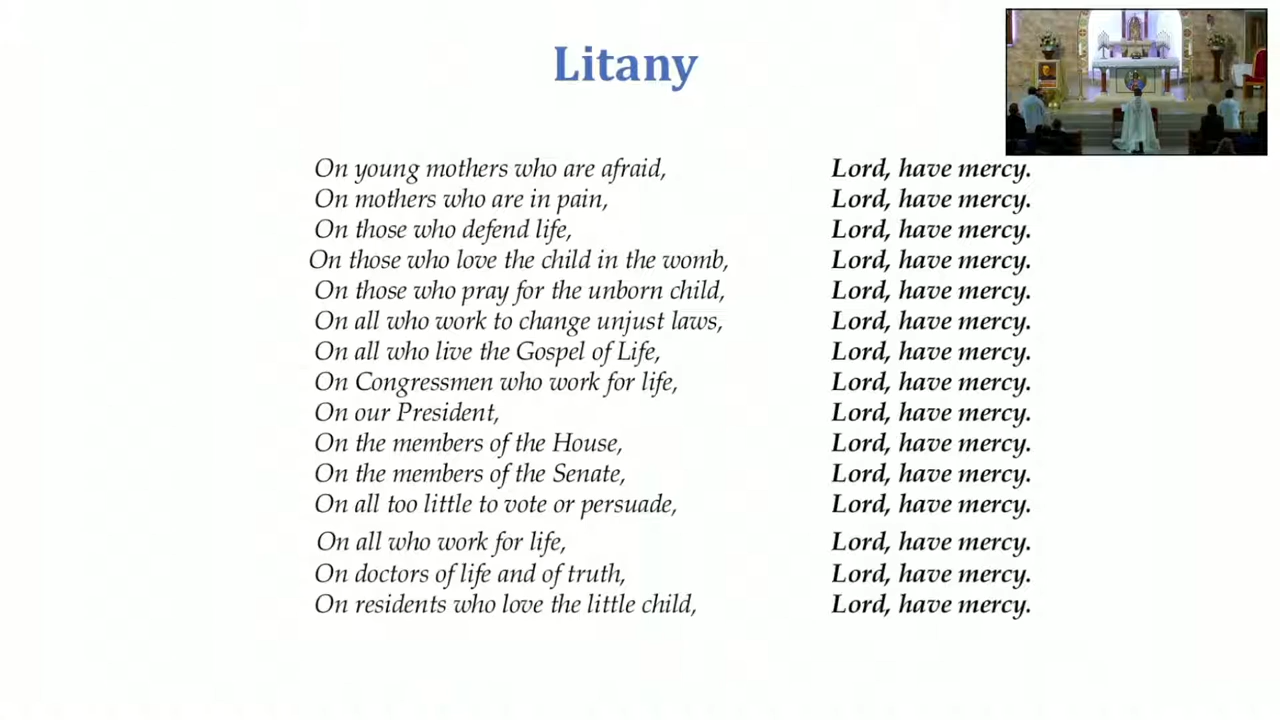 Litany
On young mothers who are afraid, Lord, have mercy.
On mothers who are in pain, Lord, have mercy.
On those who defend life, Lord, have mercy.
On those who love the child in the womb, Lord, have mercy.
On those who pray for the unborn child, Lord, have mercy.
On all who work to change unjust laws, Lord, have mercy.
On all who live the Gospel of Life, Lord, have mercy.
On Congressmen who work for life, Lord, have mercy.
On our President, Lord, have mercy.
On the members of the House, Lord, have mercy.
On the members of the Senate, Lord, have mercy.
On all too little to vote or persuade, Lord, have mercy.
On all who work for life, Lord, have mercy.
On doctors of life and of truth, Lord, have mercy.
On residents who love the little child, Lord, have mercy.